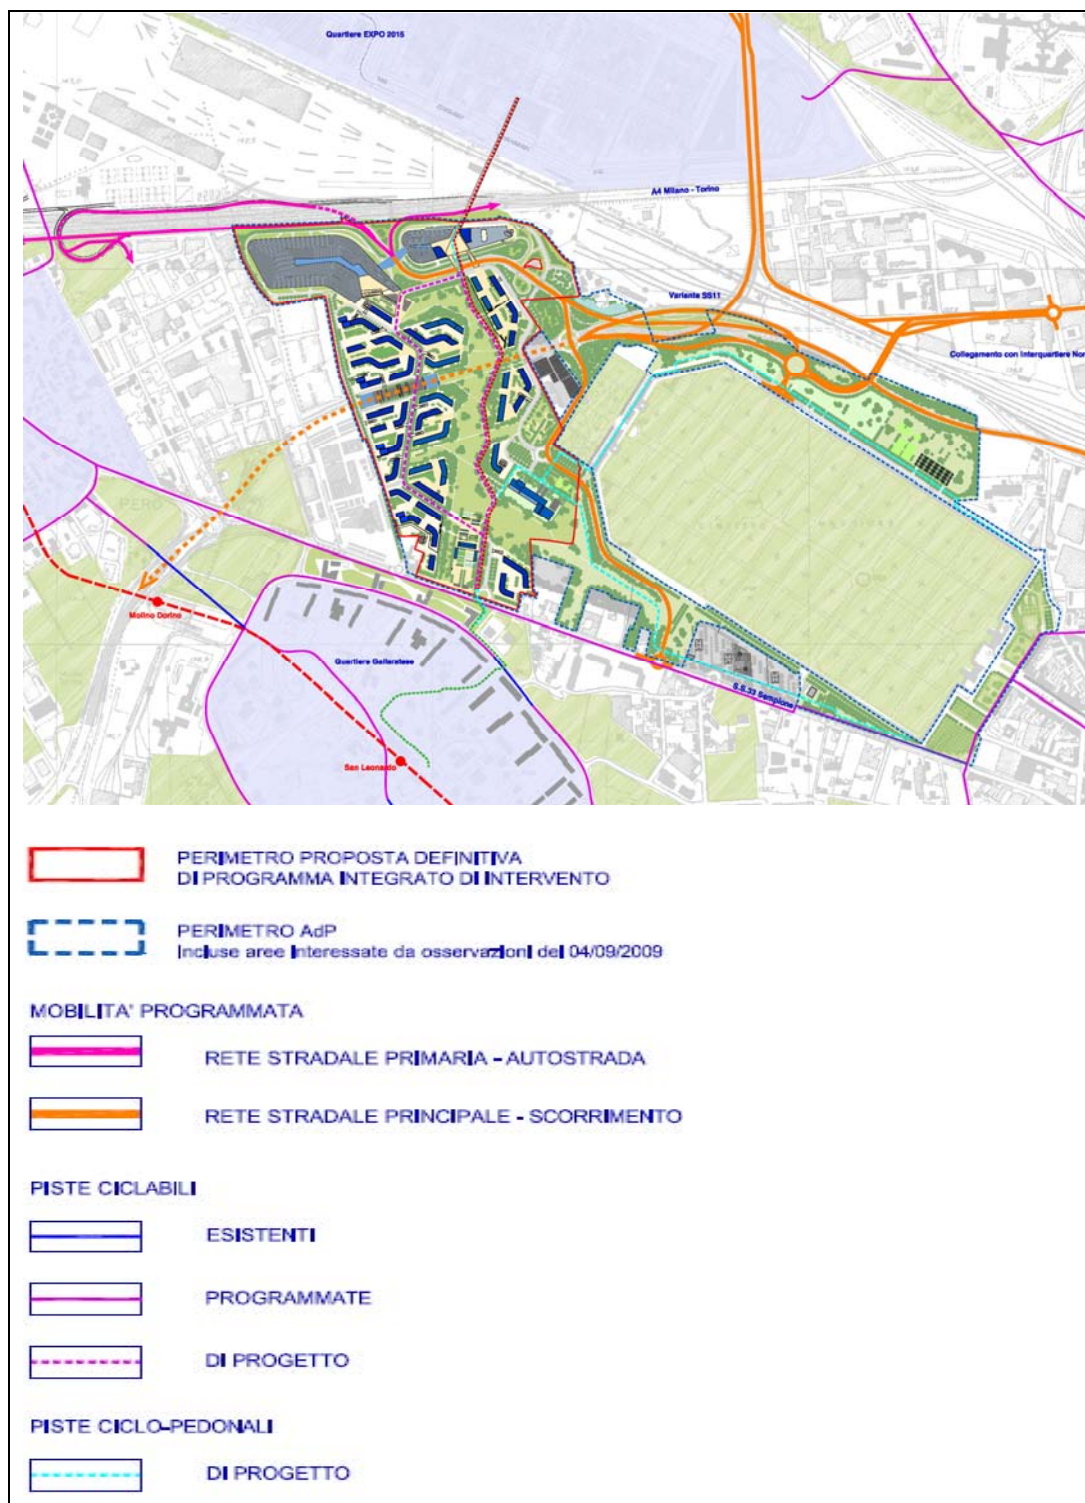 Quartiere EXPO 2015
A4 Milano - Torino
Variante SS11
Collegamento con Interquartiere Nor
Molino Dorino
Quartiere Gallaratese
San Leonardo
S.S.33 Sempione
PERIMETRO PROPOSTA DEFINITIVA
DI PROGRAMMA INTEGRATO DI INTERVENTO
PERIMETRO AdP
Incluse aree interessate da osservazioni del 04/09/2009
MOBILITA' PROGRAMMATA
RETE STRADALE PRIMARIA - AUTOSTRADA
RETE STRADALE PRINCIPALE - SCORRIMENTO
PISTE CICLABILI
ESISTENTI
PROGRAMMATE
DI PROGETTO
PISTE CICLO-PEDONALI
DI PROGETTO